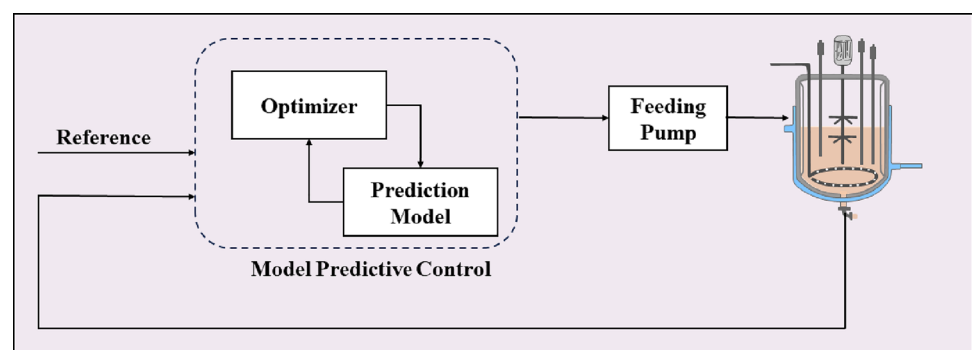 Reference
Optimizer
Prediction
Model
Model Predictive Control
Feeding
Pump